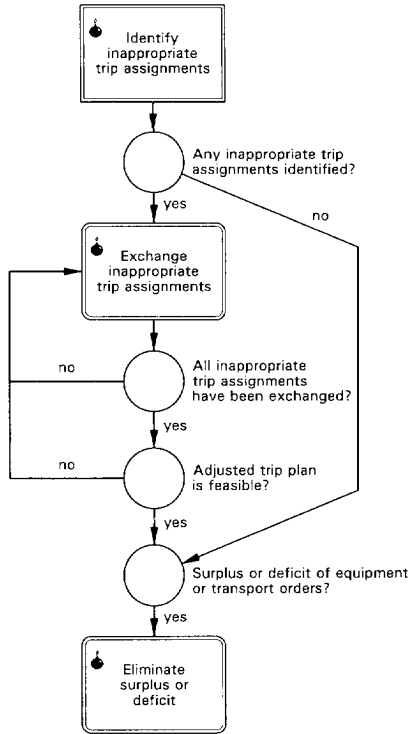 Identify
inappropriate
trip assignments
Any inappropriate trip
assignments identified?
yes
no
Exchange
inappropriate
trip assignments
no
All inappropriate
trip assignments
have been exchanged?
yes
no
Adjusted trip plan
is feasible?
yes
Surplus or deficit of equipment
or transport orders?
yes
Eliminate
surplus or
deficit